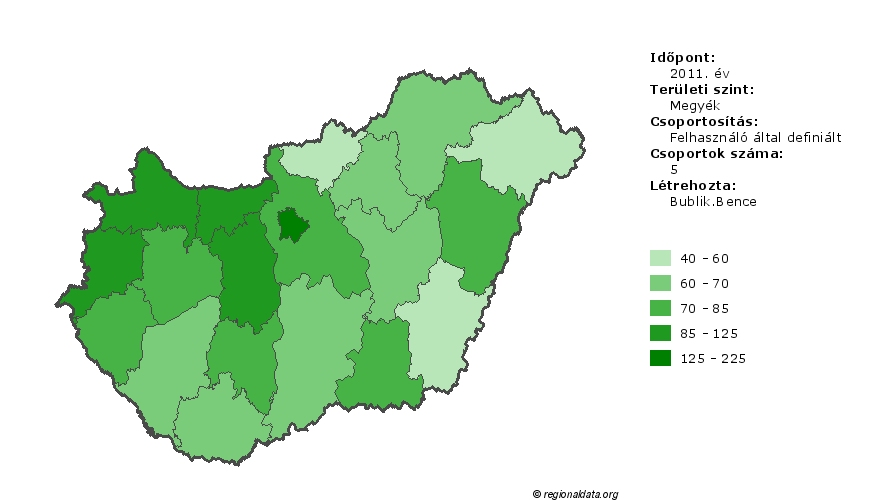 Időpont:
2011. év
Területi szint:
Megyék
Csoportosítás:
Felhasználó által definiált
Csoportok száma:
5
Létrehozta:
Bublik.Bence
40 - 60
60 - 70
70 - 85
85 - 125
125 - 225
© regionaldata.org